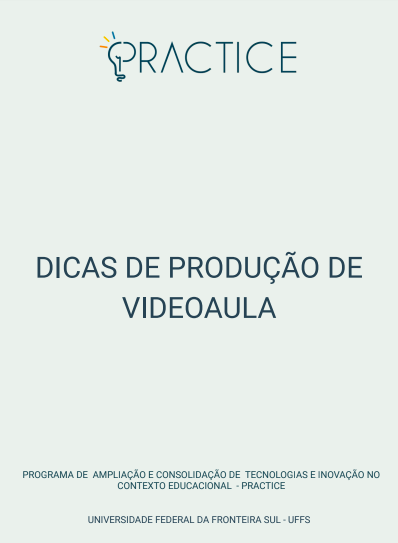 PRACTICE
DICAS DE PRODUÇÃO DE
VIDEOAULA
PROGRAMA DE AMPLIAÇÃO E CONSOLIDAÇÃO DE TECNOLOGIAS E INOVAÇÃO NO
CONTEXTO EDUCACIONAL - PRACTICE
UNIVERSIDADE FEDERAL DA FRONTEIRA SUL - UFFS